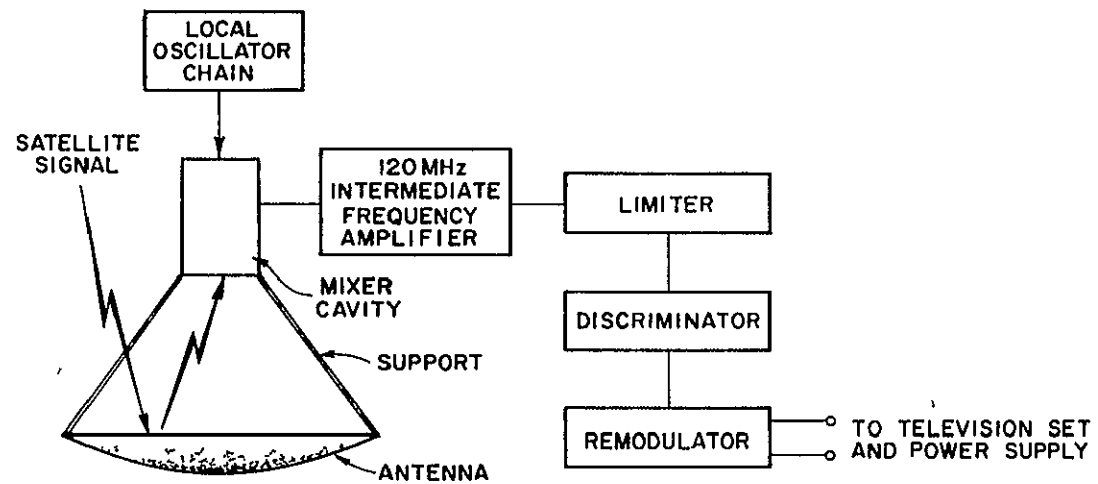 LOCAL
OSCILLATOR
CHAIN
SATELLITE
SIGNAL
120 MHz
INTERMEDIATE
FREQUENCY
AMPLIFIER
LIMITER
MIXER
CAVITY
DISCRIMINATOR
SUPPORT
REMODULATOR
TO TELEVISION SET
AND POWER SUPPLY
ANTENNA